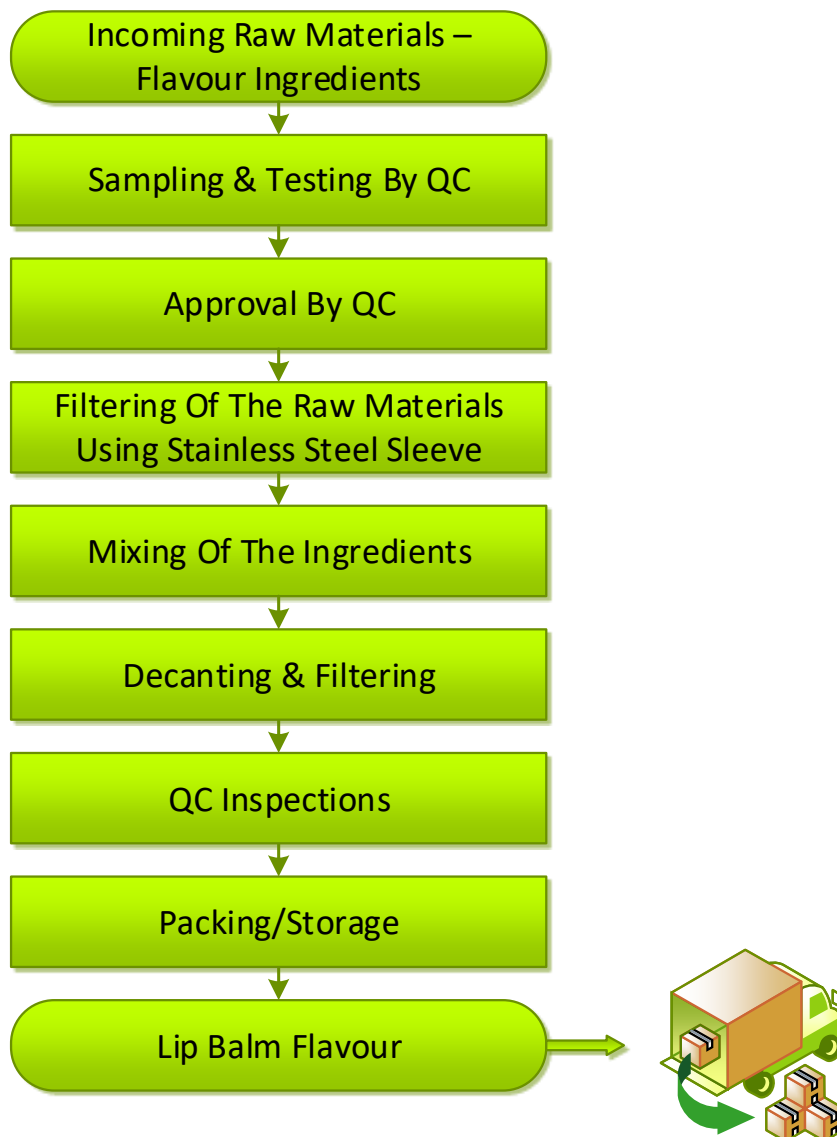 Incoming Raw Materials –
Flavour Ingredients
Sampling & Testing By QC
Approval By QC
Filtering Of The Raw Materials
Using Stainless Steel Sleeve
Mixing Of The Ingredients
Decanting & Filtering
QC Inspections
Packing/Storage
Lip Balm Flavour